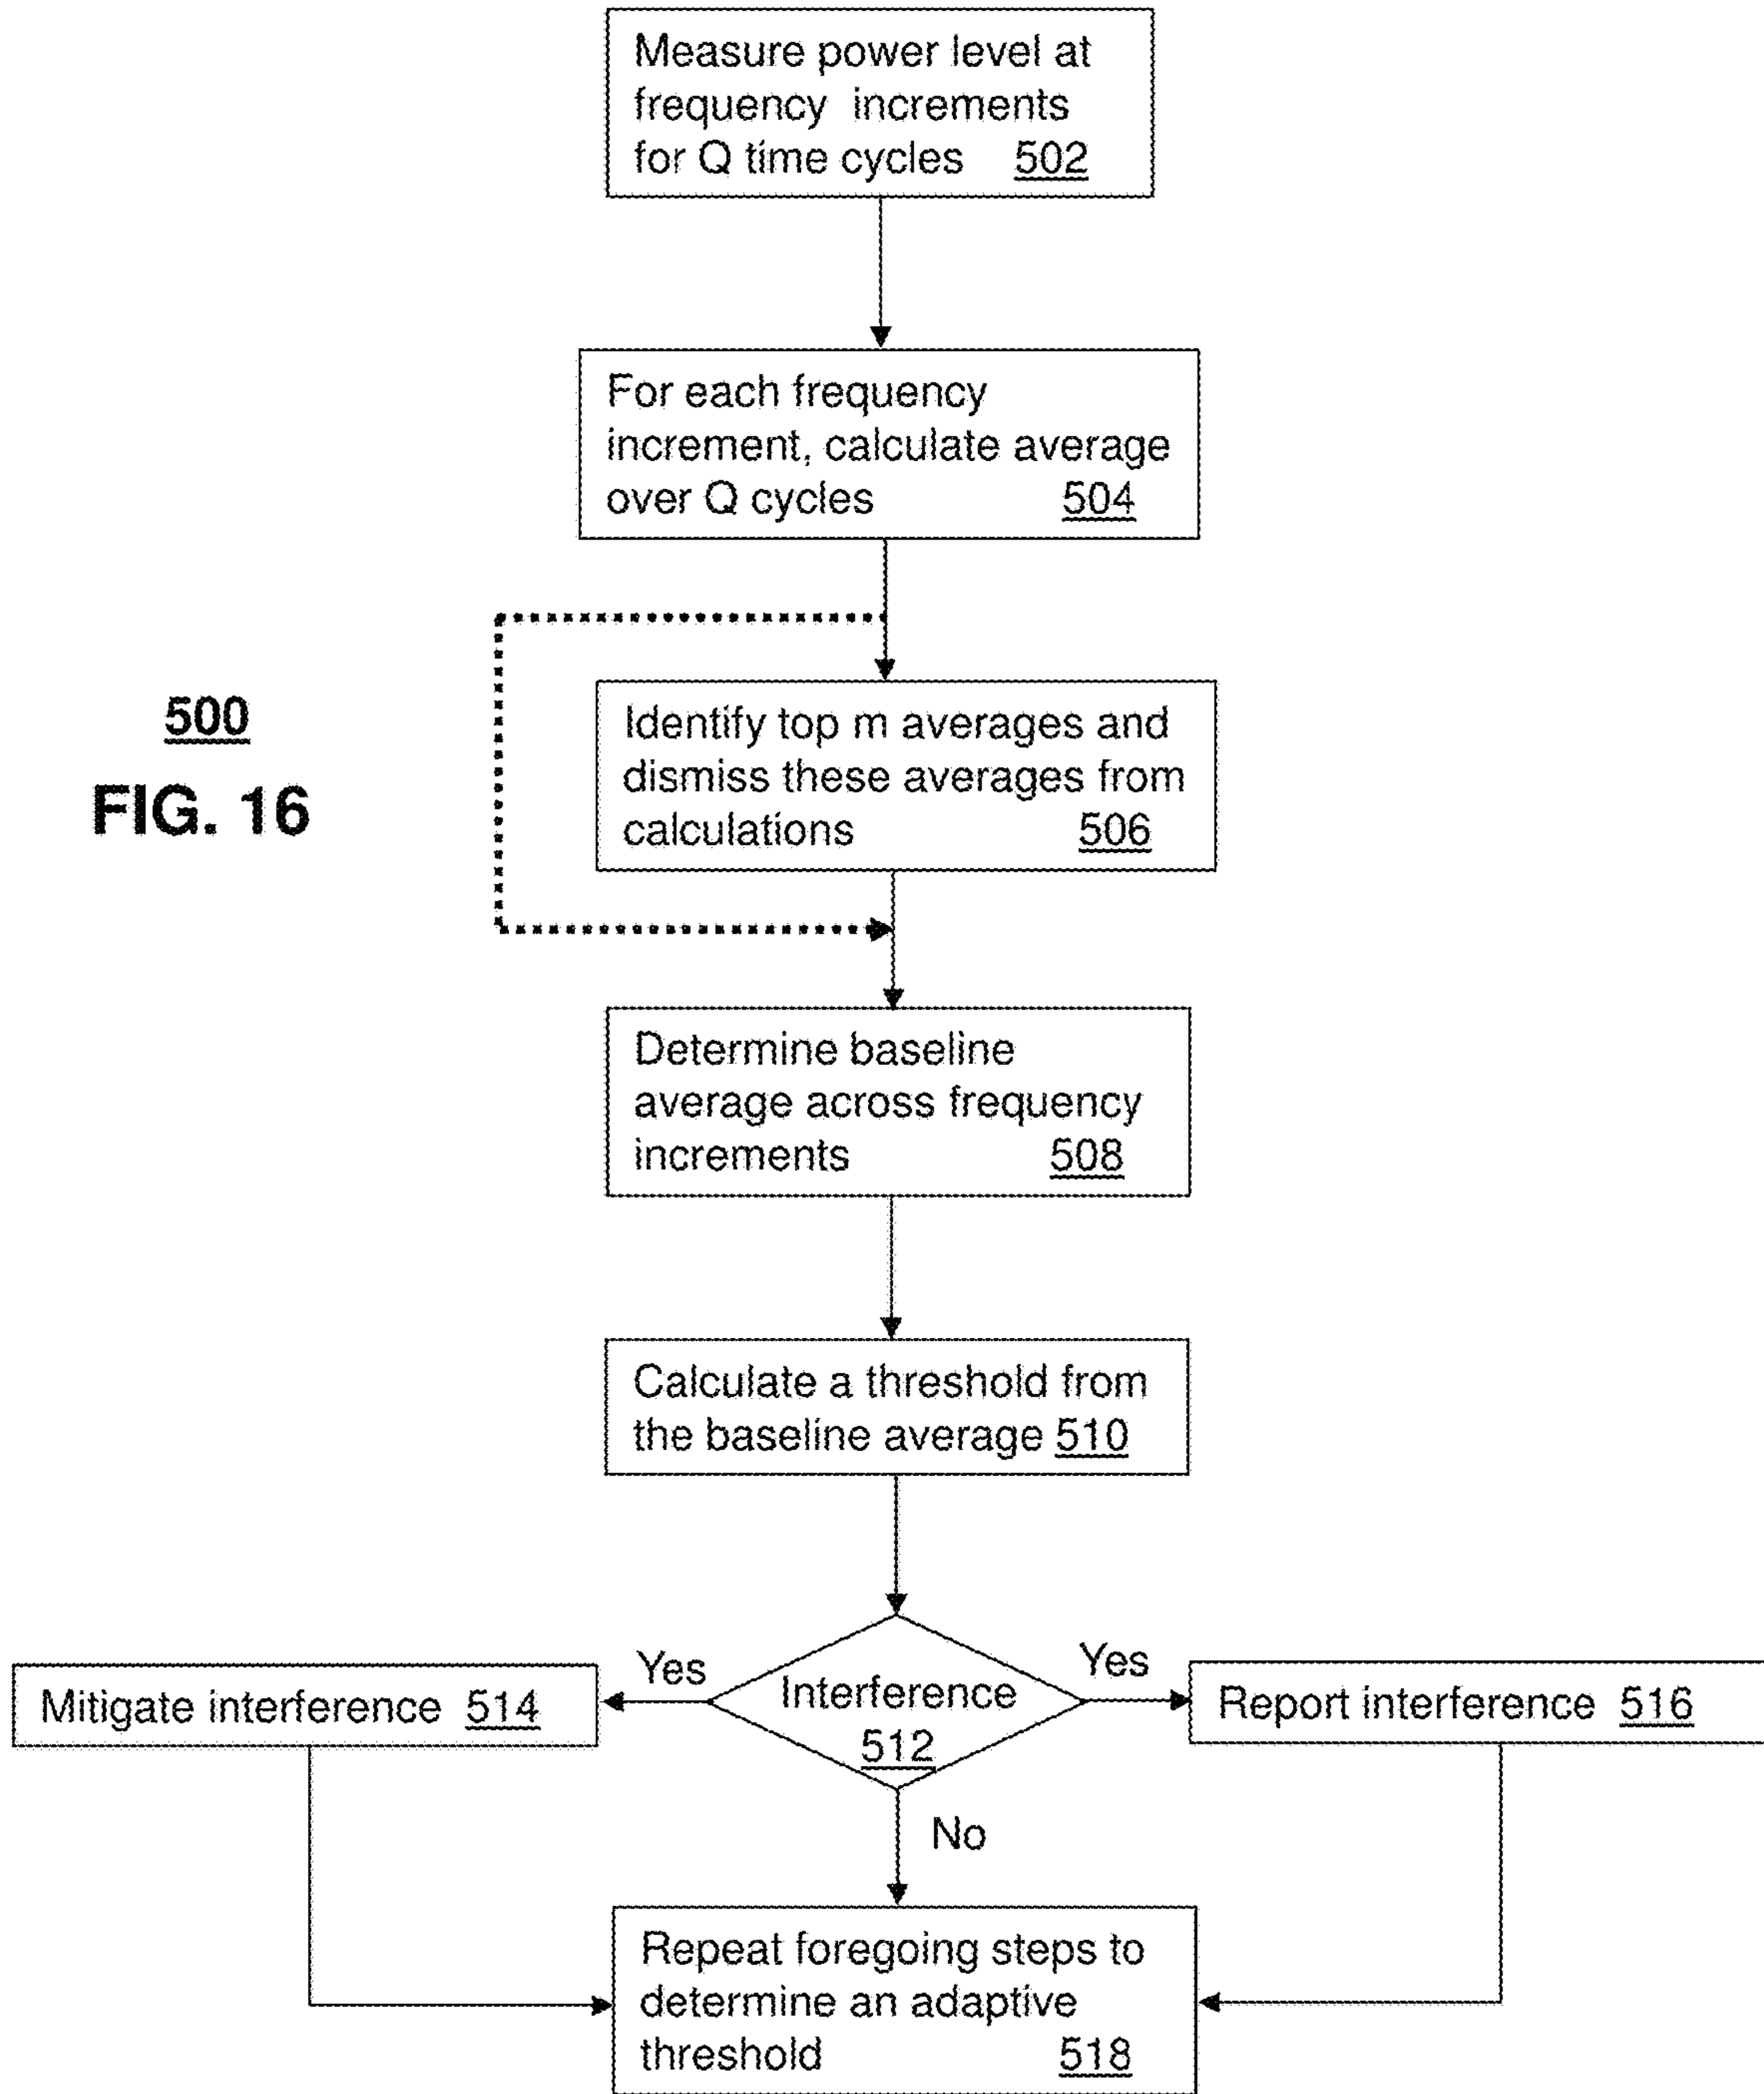 Measure power level at
frequency increments
for Q time cycles 502
For each frequency
increment, calculate average
over Q cycles 504
500
FIG. 16
Identify top m averages and
dismiss these averages from
calculations 506
Determine baseline
average across frequency
increments 508
Calculate a threshold from
the baseline average 510
Yes
Yes
Mitigate interference 514
Interference
512
Report interference 516
No
Repeat foregoing steps to
determine an adaptive
threshold 518